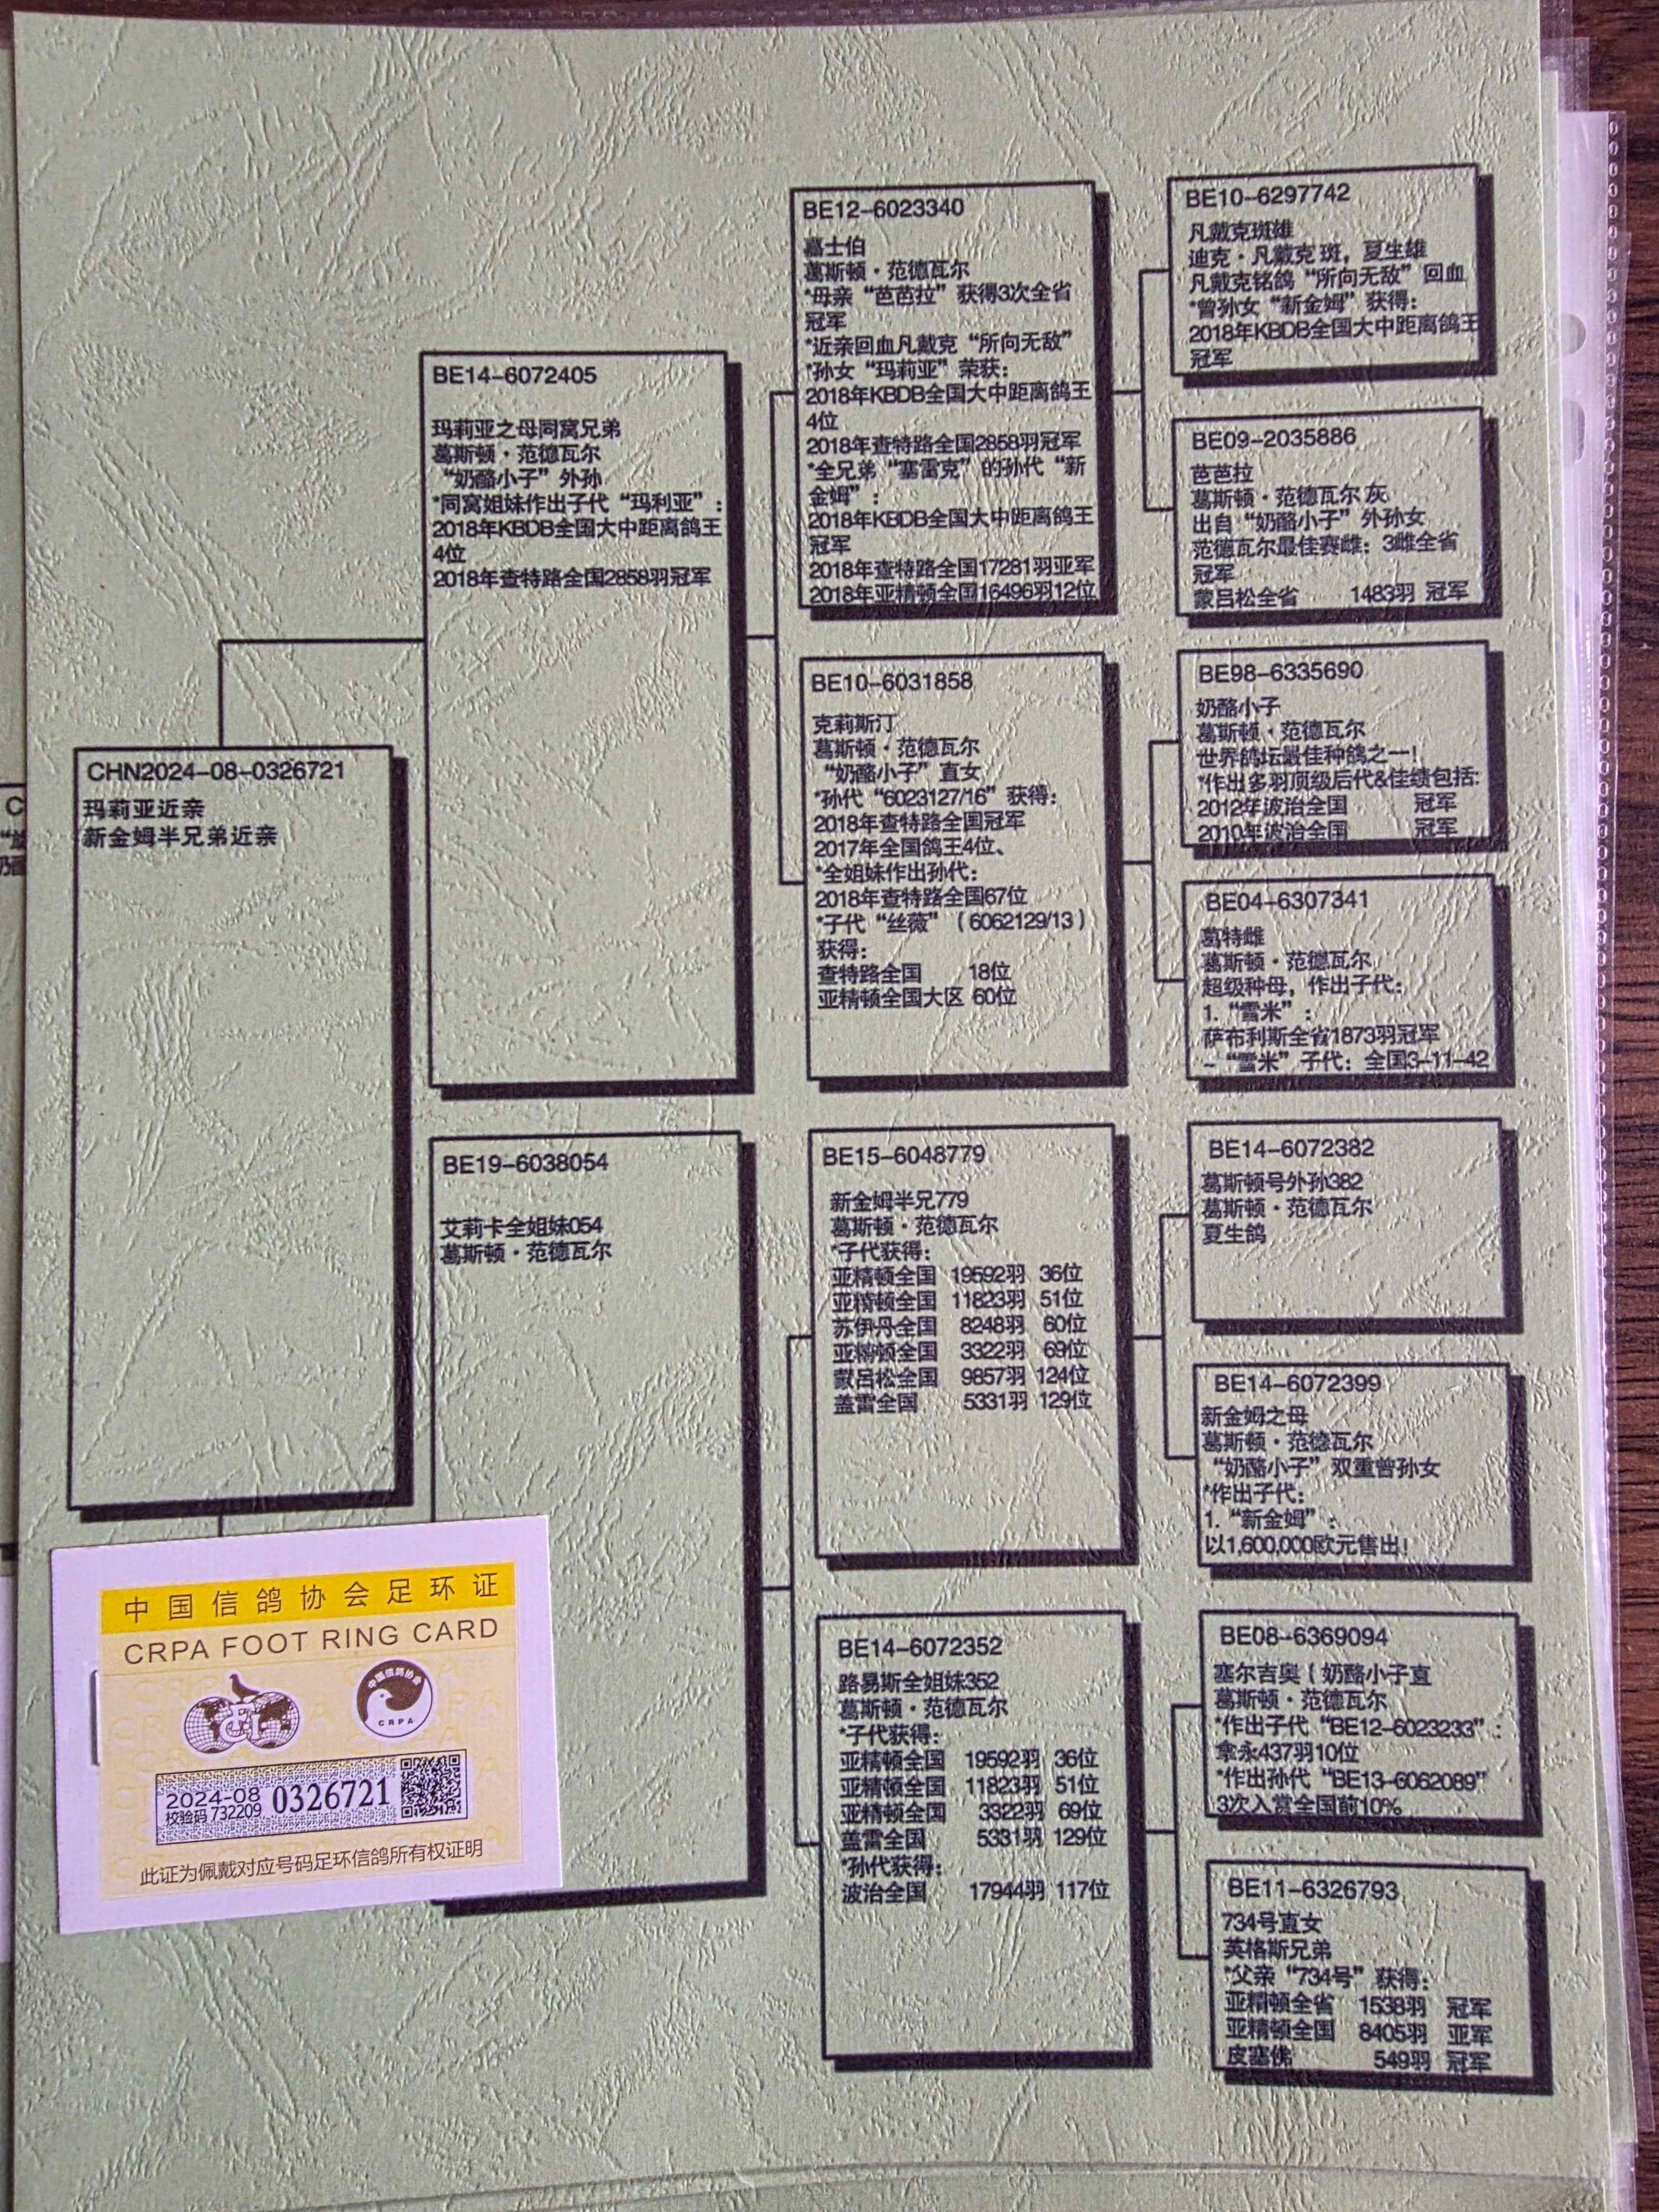 CHN2024-08-0326721
玛莉亚近亲
新金姆半兄弟近亲
BE14-6072405
玛莉亚之母同窝兄弟
葛斯顿·范德瓦尔
“奶酪小子”外孙
*同窝姐妹作出子代“玛利亚”:
2018年KBDB全国大中距离鸽王
4位
2018年查特路全国2858羽冠军
BE19-6038054
艾莉卡全姐妹054
葛斯顿·范德瓦尔
BE12-6023340
嘉士伯
葛斯顿·范德瓦尔
*母亲“芭芭拉”获得3次全省
冠军
*近亲回血凡戴克“所向无敌”
*孙女“玛莉亚”荣获:
2018年KBDB全国大中距离鸽王
4位
2018年查特路全国2858羽冠军
*全兄弟“塞雷克”的孙代“新
金姆”:
2018年KBDB全国大中距离鸽王
冠军
2018年查特路全国17281羽亚军
2018年亚精顿全国16496羽12位
BE10-6031858
克莉斯汀
葛斯顿·范德瓦尔
“奶酪小子”直女
*孙代“6023127/16”获得:
2018年查特路全国冠军
2017年全国鸽王4位、
*全姐妹作出孙代:
2018年查特路全国67位
*子代“丝薇”(6062129/13)
获得:
查特路全国 18位
亚精顿全国大区 60位
BE15-6048779
新金姆半兄779
葛斯顿·范德瓦尔
*子代获得:
亚精顿全国 19592羽 36位
亚精顿全国 11823羽 51位
苏伊丹全国 8248羽 60位
亚精顿全国 3322羽 69位
蒙吕松全国 9857羽 124位
盖雷全国 5331羽 129位
BE14-6072352
路易斯全姐妹352
葛斯顿·范德瓦尔
*子代获得:
亚精顿全国 19592羽 36位
亚精顿全国 11823羽 51位
亚精顿全国 3322羽 69位
盖雷全国 5331羽 129位
*孙代获得:
波治全国 17944羽 117位
BE10-6297742
凡戴克斑雄
迪克·凡戴克 斑，夏生雄
凡戴克铭鸽“所向无敌”回血
*曾孙女“新金姆”获得:
2018年KBDB全国大中距离鸽王
冠军
BE09-2035886
芭芭拉
葛斯顿·范德瓦尔 灰
出自“奶酪小子”外孙女
范德瓦尔最佳赛雌: 3雌全省
冠军
蒙吕松全省 1483羽 冠军
BE98-6335690
奶酪小子
葛斯顿·范德瓦尔
世界鸽坛最佳种鸽之一!
*作出多羽顶级后代&佳绩包括:
2012年波治全国 冠军
2010年波治全国 冠军
BE04-6307341
葛特雌
葛斯顿·范德瓦尔
超级种母，作出子代:
1. “雪米”:
萨布利斯全省1873羽冠军
~ “雪米”子代: 全国3-11-42
BE14-6072382
葛斯顿号外孙382
葛斯顿·范德瓦尔
夏生鸽
BE14-6072399
新金姆之母
葛斯顿·范德瓦尔
“奶酪小子”双重曾孙女
*作出子代:
1. “新金姆”:
以1,600,000欧元售出!
BE08-6369094
塞尔吉奥 ( 奶酪小子直
葛斯顿·范德瓦尔
*作出子代“BE12-6023233”:
拿永437羽10位
*作出孙代“BE13-6062089”
3次入赏全国前10%
BE11-6326793
734号直女
英格斯兄弟
*父亲“734号”获得:
亚精顿全省 1538羽 冠军
亚精顿全国 8405羽 亚军
皮塞佛 549羽 冠军
中国信鸽协会足环证
CRPA FOOT RING CARD
中国信鸽协会
CRPA
2024-08
校验码 732209
0326721
此证为佩戴对应号码足环信鸽所有权证明